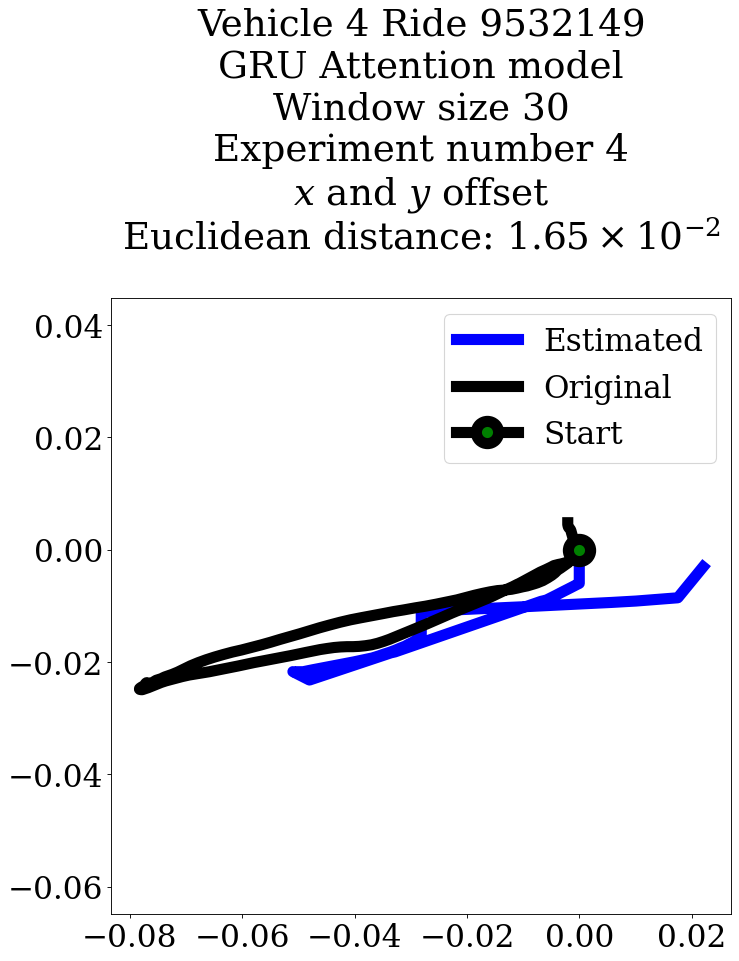 Vehicle 4 Ride 9532149
GRU Attention model
Window size 30
Experiment number 4
x and y offset
Euclidean distance: 1.65 × 10⁻²
Estimated
Original
Start
0.04
0.02
0.00
−0.02
−0.04
−0.06
−0.08 −0.06 −0.04 −0.02 0.00 0.02